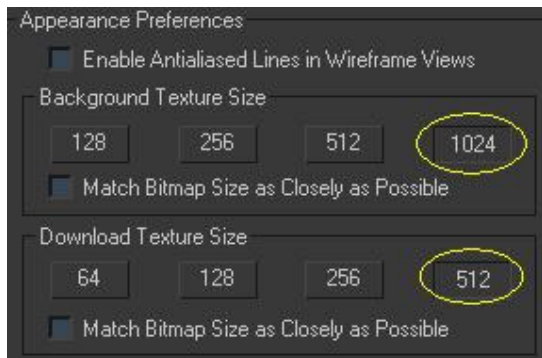 Appearance Preferences
Enable Antialiased Lines in Wireframe Views
Background Texture Size
128 256 512 1024
Match Bitmap Size as Closely as Possible
Download Texture Size
64 128 256 512
Match Bitmap Size as Closely as Possible